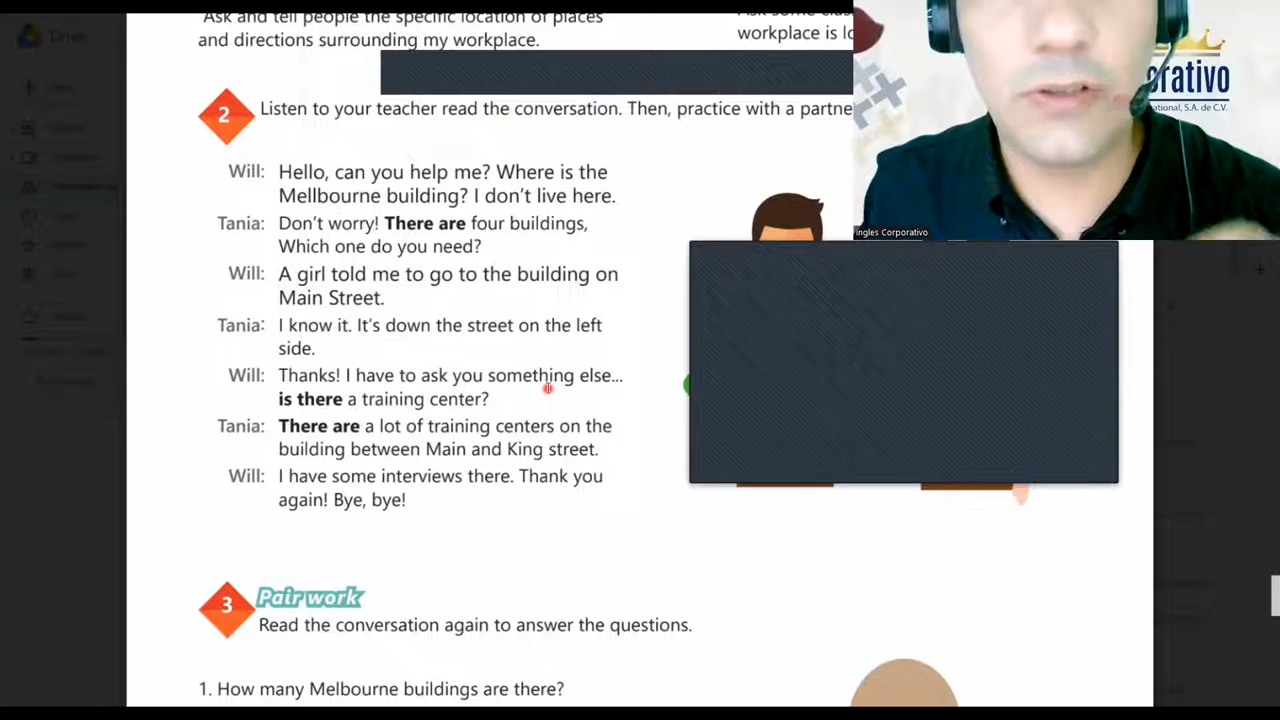 Ask and tell people the specific location of places
and directions surrounding my workplace.
workplace is
2
Listen to your teacher read the conversation. Then, practice with a
Will: Hello, can you help me? Where is the
Mellbourne building? I don't live here.
Tania: Don't worry! There are four buildings,
Which one do you need?
Will: A girl told me to go to the building on
Main Street.
Tania: I know it. It's down the street on the left
side.
Will: Thanks! I have to ask you something else...
is there a training center?
Tania: There are a lot of training centers on the
building between Main and King street.
Will: I have some interviews there. Thank you
again! Bye, bye!
3
Pair work
Read the conversation again to answer the questions.
1. How many Melbourne buildings are there?
orativo
national, S.A. de C.V.
Ingles Corporativo